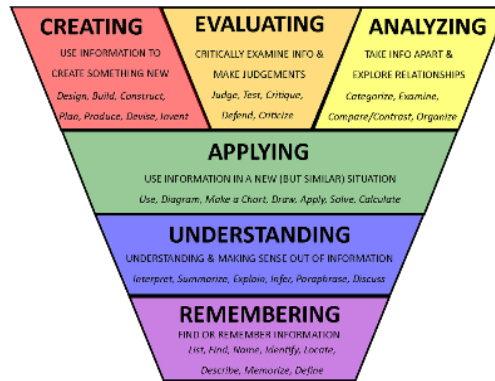 CREATING
USE INFORMATION TO
CREATE SOMETHING NEW
Design, Build, Construct,
Plan, Produce, Devise, Invent
EVALUATING
CRITICALLY EXAMINE INFO &
MAKE JUDGEMENTS
Judge, Test, Critique,
Defend, Criticize
ANALYZING
TAKE INFO APART &
EXPLORE RELATIONSHIPS
Categorize, Examine,
Compare/Contrast, Organize
APPLYING
USE INFORMATION IN A NEW (BUT SIMILAR) SITUATION
Use, Diagram, Make a Chart, Draw, Apply, Solve, Calculate
UNDERSTANDING
UNDERSTANDING & MAKING SENSE OUT OF INFORMATION
Interpret, Summarize, Explain, Infer, Paraphrase, Discuss
REMEMBERING
FIND OR REMEMBER INFORMATION
List, Find, Name, Identify, Locate,
Describe, Memorize, Define